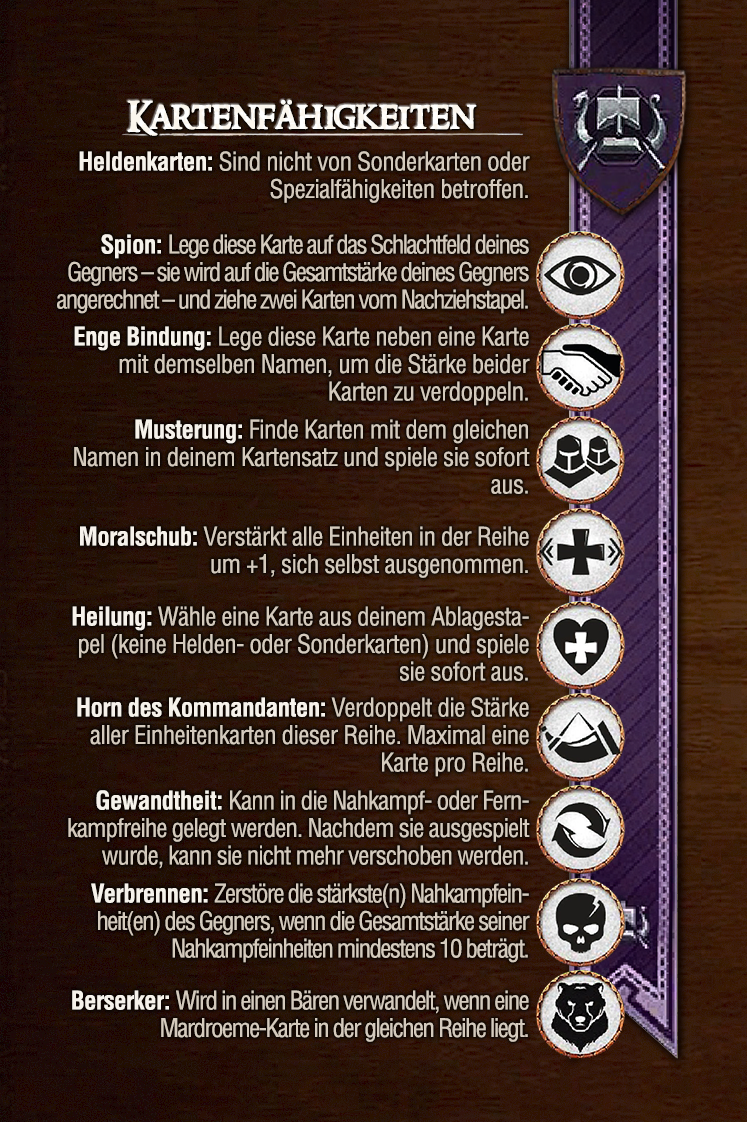 Kartenfähigkeiten
Heldenkarten: Sind nicht von Sonderkarten oder
Spezialfähigkeiten betroffen.
Spion: Lege diese Karte auf das Schlachtfeld deines
Gegners – sie wird auf die Gesamtstärke deines Gegners
angerechnet – und ziehe zwei Karten vom Nachziehstapel.
Enge Bindung: Lege diese Karte neben eine Karte
mit demselben Namen, um die Stärke beider
Karten zu verdoppeln.
Musterung: Finde Karten mit dem gleichen
Namen in deinem Kartensatz und spiele sie sofort
aus.
Moralschub: Verstärkt alle Einheiten in der Reihe
um +1, sich selbst ausgenommen.
Heilung: Wähle eine Karte aus deinem Ablagesta-
pel (keine Helden- oder Sonderkarten) und spiele
sie sofort aus.
Horn des Kommandanten: Verdoppelt die Stärke
aller Einheitenkarten dieser Reihe. Maximal eine
Karte pro Reihe.
Gewandtheit: Kann in die Nahkampf- oder Fern-
kampfreihe gelegt werden. Nachdem sie ausgespielt
wurde, kann sie nicht mehr verschoben werden.
Verbrennen: Zerstöre die stärkste(n) Nahkampfein-
heit(en) des Gegners, wenn die Gesamtstärke seiner
Nahkampfeinheiten mindestens 10 beträgt.
Berserker: Wird in einen Bären verwandelt, wenn eine
Mardroeme-Karte in der gleichen Reihe liegt.